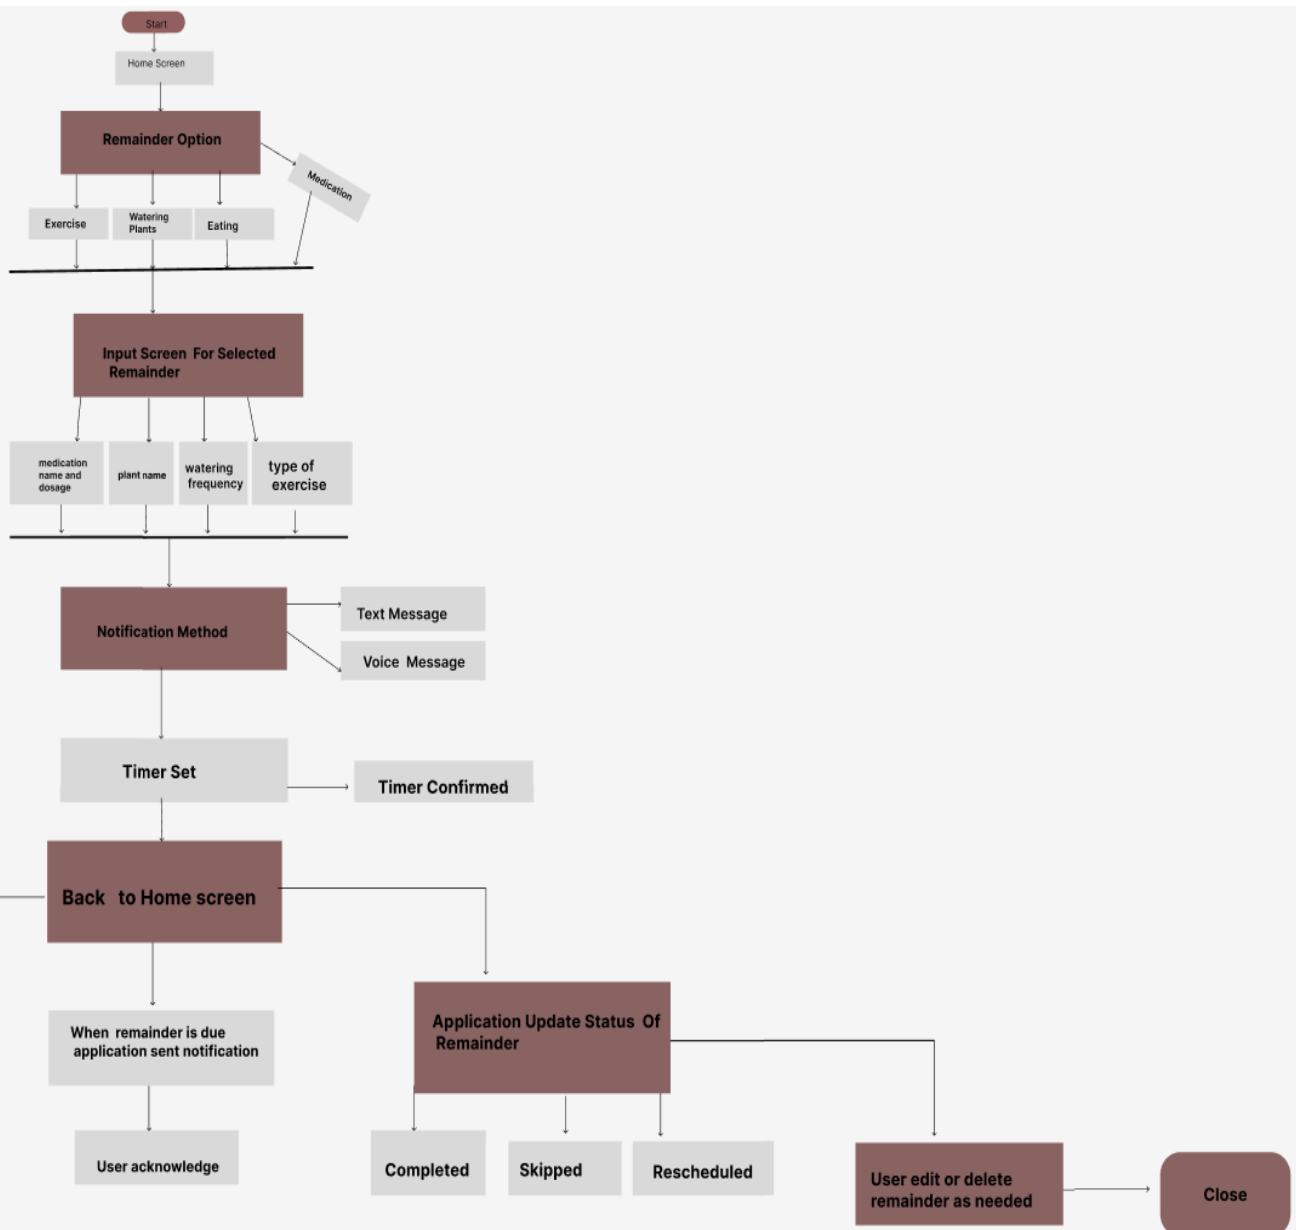 Start
Home Screen
Remainder Option
Medication
Exercise
Watering
Plants
Eating
Input Screen For Selected
Remainder
medication
name and
dosage
plant name
watering
frequency
type of
exercise
Notification Method
Text Message
Voice Message
Timer Set
Timer Confirmed
Back to Home screen
When remainder is due
application sent notification
User acknowledge
Application Update Status Of
Remainder
Completed
Skipped
Rescheduled
User edit or delete
remainder as needed
Close